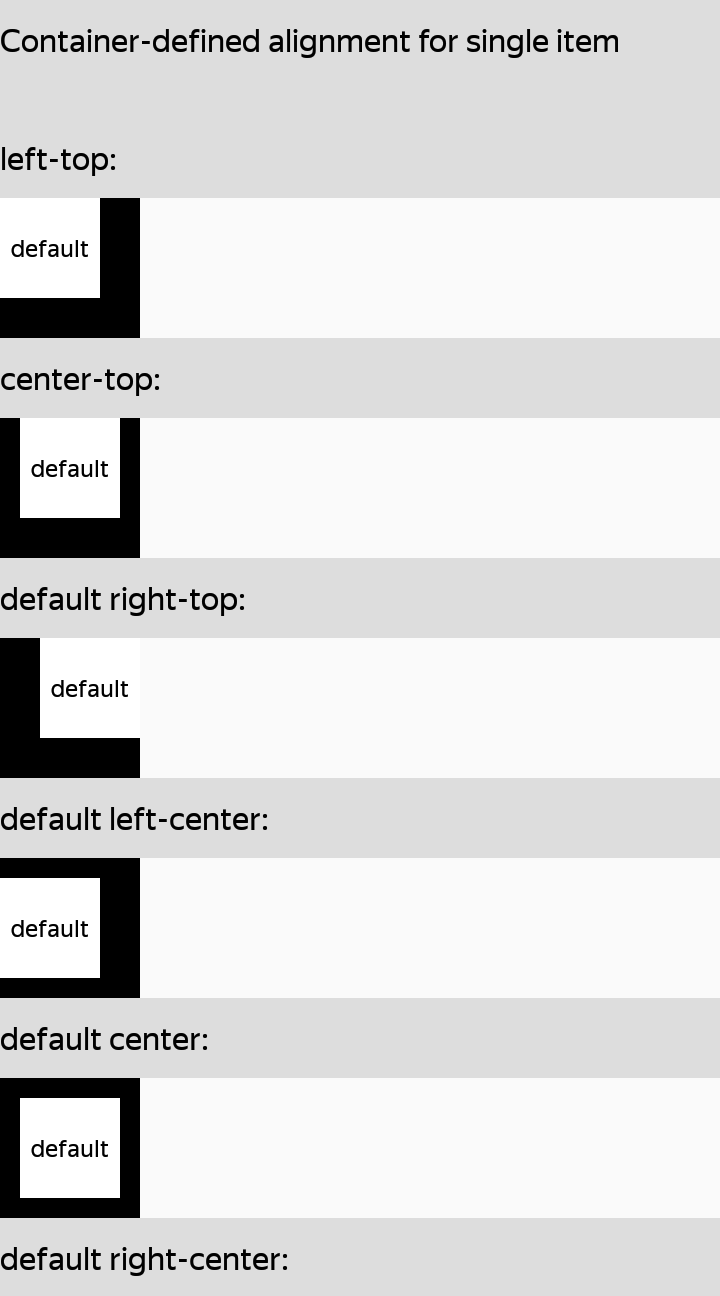 Container-defined alignment for single item
left-top:
default
center-top:
default
default right-top:
default
default left-center:
default
default center:
default
default right-center: